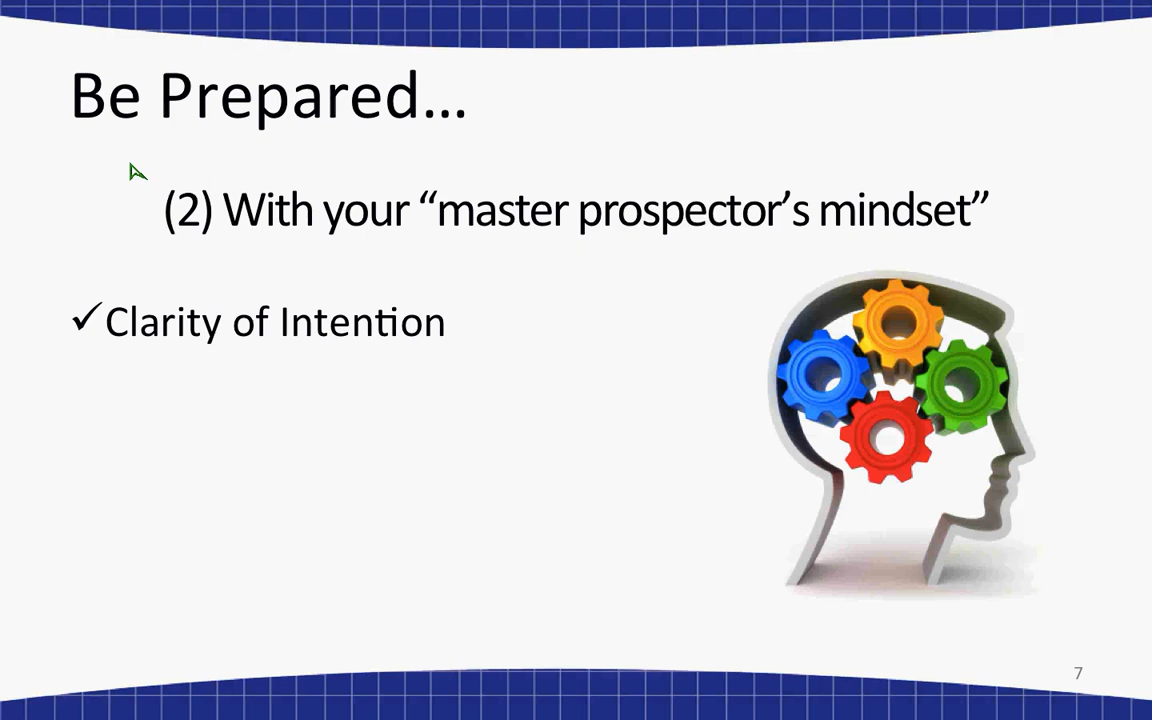 Be Prepared…
(2) With your “master prospector’s mindset”
✓Clarity of Intention
7